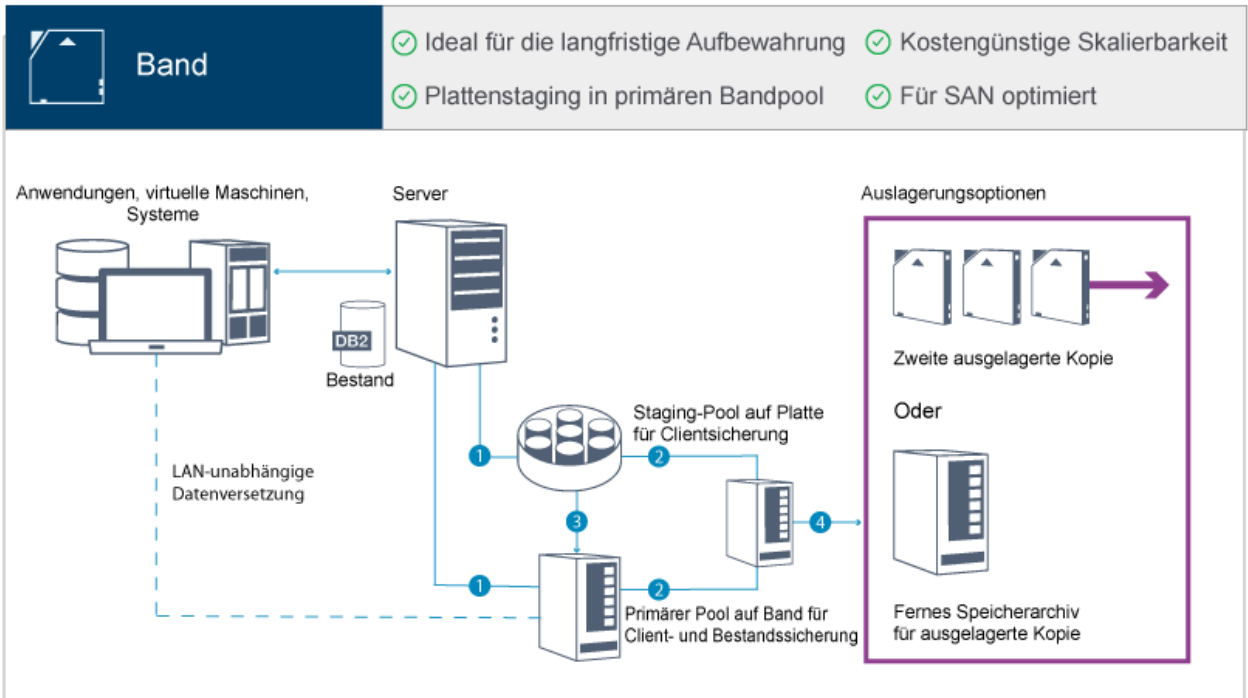 Band
Ideal für die langfristige Aufbewahrung
Kostengünstige Skalierbarkeit
Plattenstaging in primären Bandpool
Für SAN optimiert
Anwendungen, virtuelle Maschinen,
Systeme
Server
Auslagerungsoptionen
DB2
Bestand
Zweite ausgelagerte Kopie
Oder
Staging-Pool auf Platte
für Clientsicherung
1
2
LAN-unabhängige
Datenversetzung
3
4
1
2
Primärer Pool auf Band für
Client- und Bestandssicherung
Fernes Speicherarchiv
für ausgelagerte Kopie